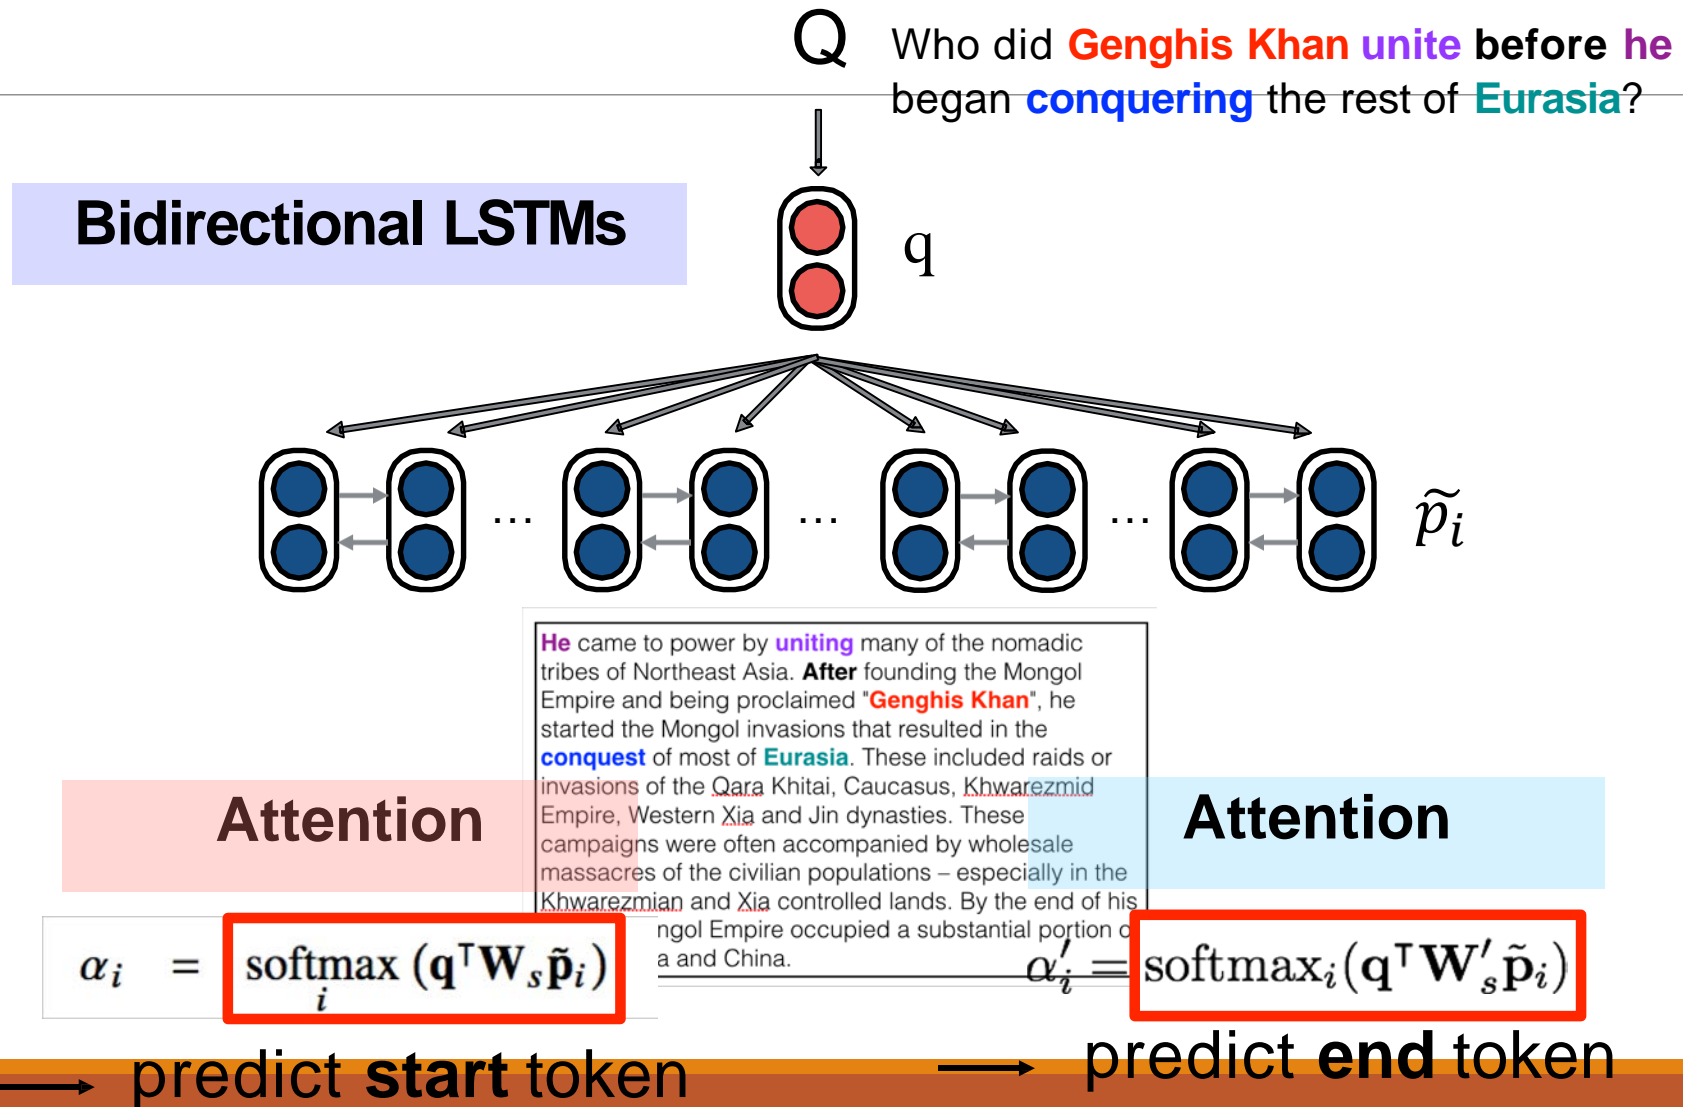 Q
Who did Genghis Khan unite before he
began conquering the rest of Eurasia?
Bidirectional LSTMs
q
... ... ...
p̃ᵢ
He came to power by uniting many of the nomadic
tribes of Northeast Asia. After founding the Mongol
Empire and being proclaimed "Genghis Khan", he
started the Mongol invasions that resulted in the
conquest of most of Eurasia. These included raids or
invasions of the Qara Khitai, Caucasus, Khwarezmid
Empire, Western Xia and Jin dynasties. These
campaigns were often accompanied by wholesale
massacres of the civilian populations – especially in the
Khwarezmian and Xia controlled lands. By the end of his
ngol Empire occupied a substantial portion
a and China.
Attention
αᵢ = softmaxᵢ (qᵀWₛp̃ᵢ)
predict start token
Attention
α′ᵢ = softmaxᵢ(qᵀW′ₛp̃ᵢ)
predict end token